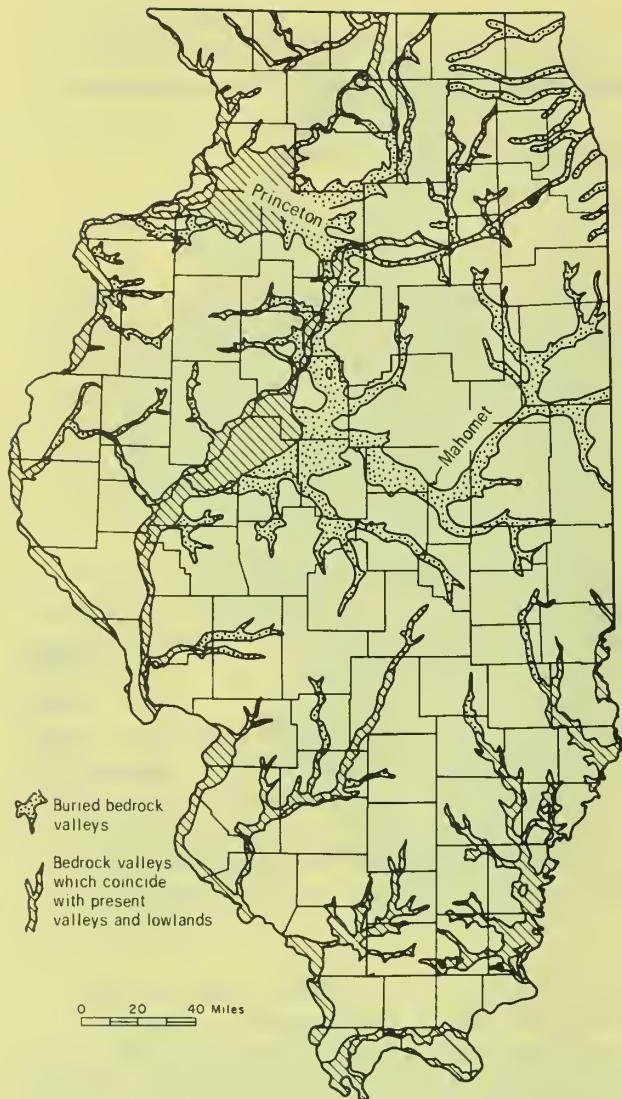 Princeton
Mahomet
Buried bedrock
valleys
Bedrock valleys
which coincide
with present
valleys and lowlands
0 20 40 Miles